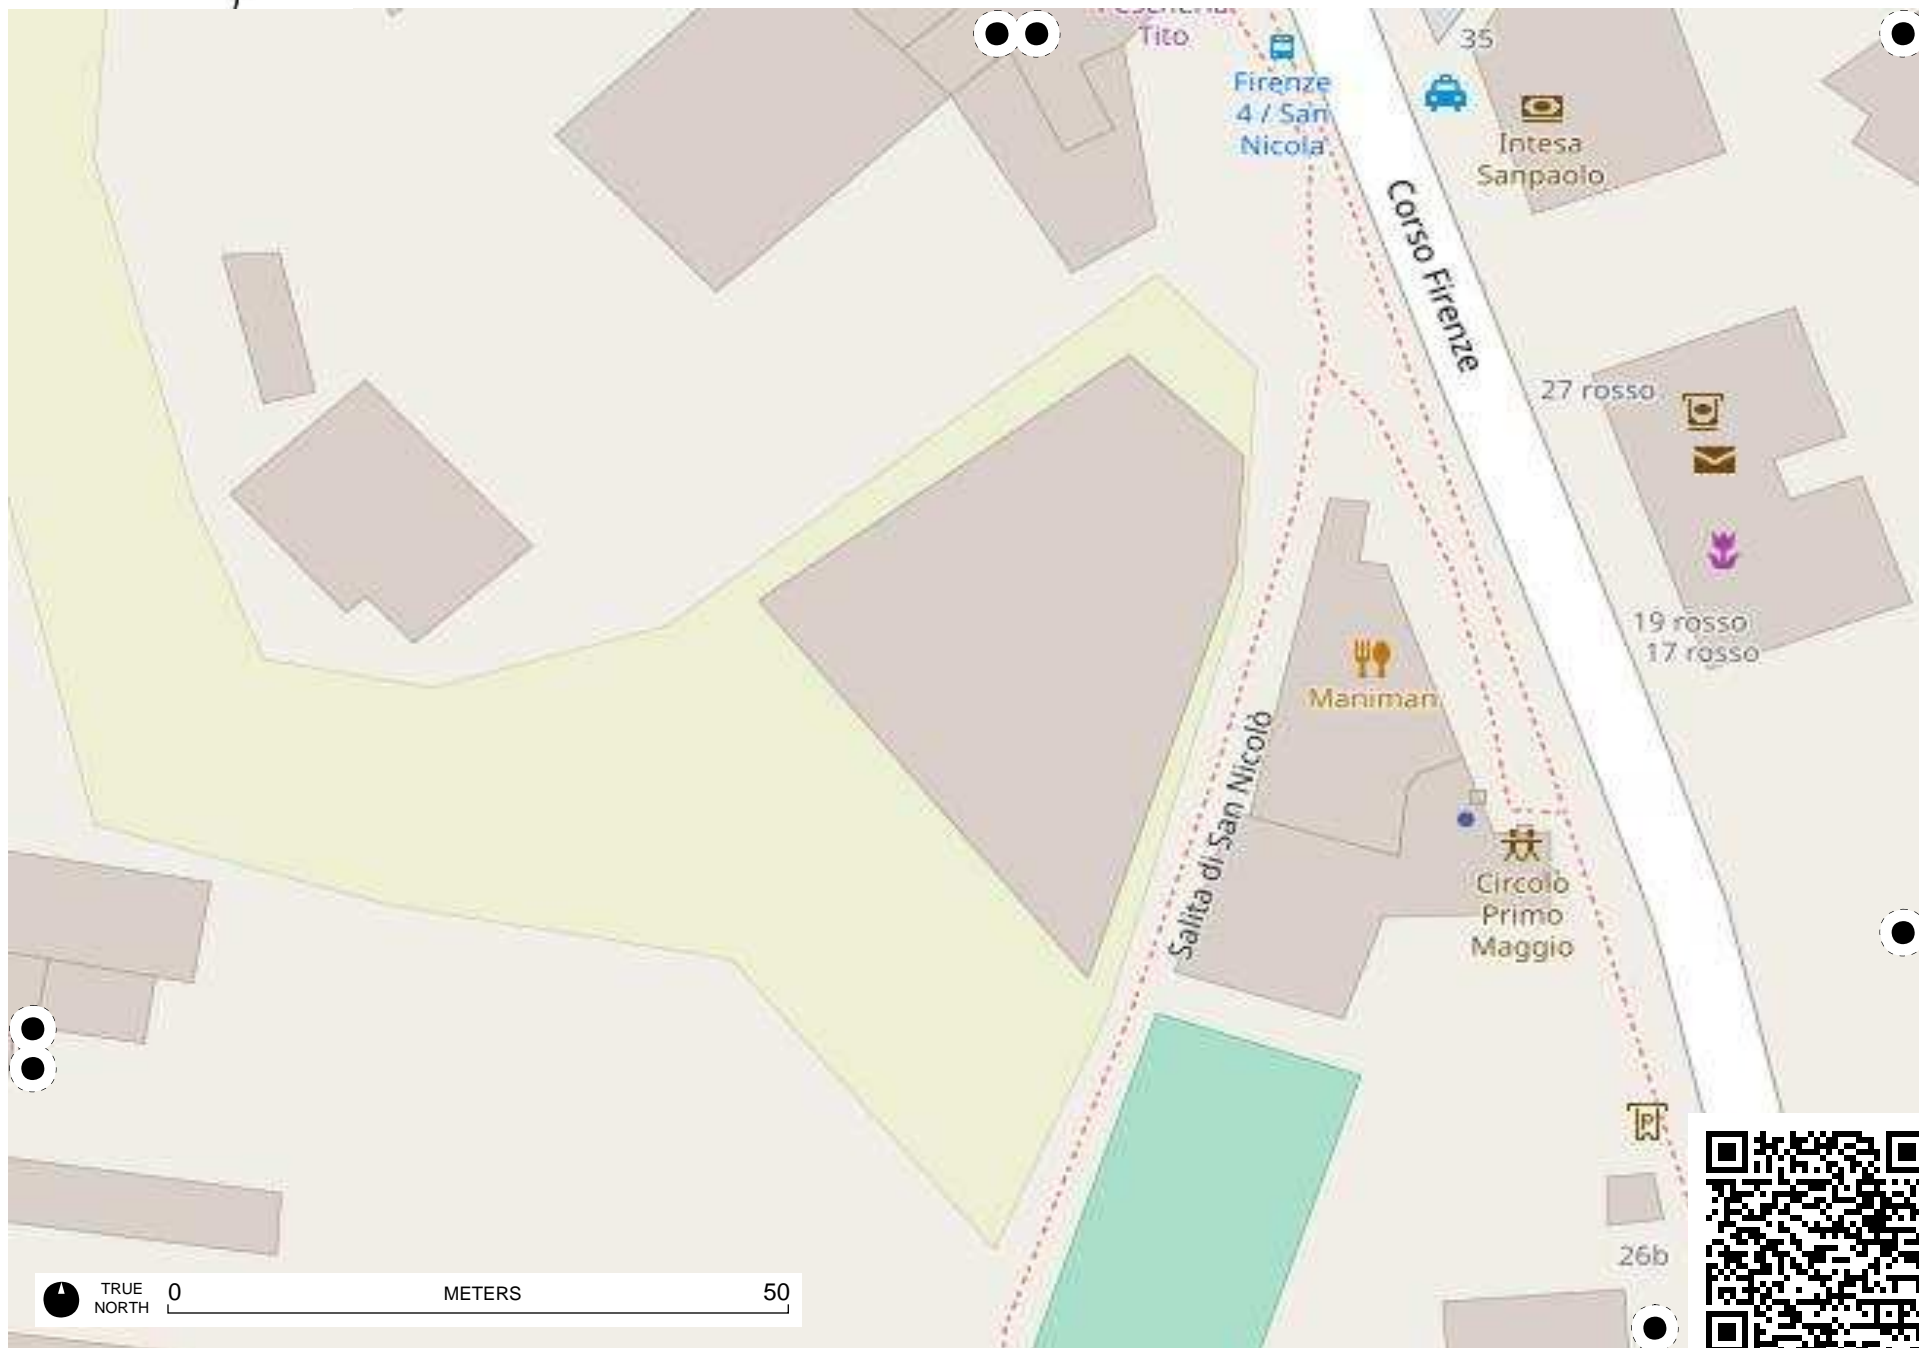 Tito
35
Firenze
4 / San
Nicola
Intesa
Sanpaolo
Corso Firenze
27 rosso
19 rosso
17 rosso
Maniman
Salita di San Nicolò
Circolo
Primo
Maggio
P
26b
TRUE
NORTH
0
METERS
50